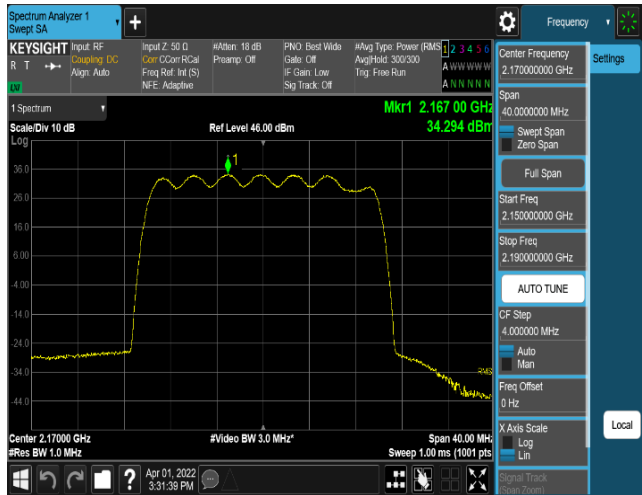 Spectrum Analyzer 1
Swept SA
+
Frequency
KEYSIGHT
R T
Input: RF
Coupling: DC
Align: Auto
Input Z: 50 Ω
Corr CCorr RCal
Freq Ref: Int (S)
NFE: Adaptive
#Atten: 18 dB
Preamp: Off
PNO: Best Wide
Gate: Off
IF Gain: Low
Sig Track: Off
#Avg Type: Power (RMS
Avg|Hold: 300/300
Trig: Free Run
1 2 3 4 5 6
A W W W W W
A N N N N N
1 Spectrum
Scale/Div 10 dB
Log
Ref Level 46.00 dBm
Mkr1 2.167 00 GHz
34.294 dBm
1
36.0
26.0
16.0
6.00
-4.00
-14.0
-24.0
-34.0
-44.0
RMS
Center 2.17000 GHz
#Res BW 1.0 MHz
#Video BW 3.0 MHz*
Span 40.00 MHz
Sweep 1.00 ms (1001 pts
Apr 01, 2022
3:31:39 PM
?
Settings
Center Frequency
2.170000000 GHz
Span
40.0000000 MHz
Swept Span
Zero Span
Full Span
Start Freq
2.150000000 GHz
Stop Freq
2.190000000 GHz
AUTO TUNE
CF Step
4.000000 MHz
Auto
Man
Freq Offset
0 Hz
X Axis Scale
Log
Lin
Signal Track
(Span Zoom)
Local